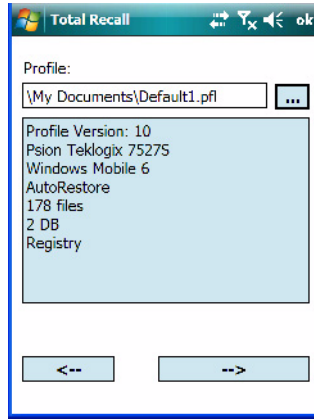 Total Recall ok
Profile:
\My Documents\Default1.pfl ...
Profile Version: 10
Psion Teklogix 7527S
Windows Mobile 6
AutoRestore
178 files
2 DB
Registry
<-- -->